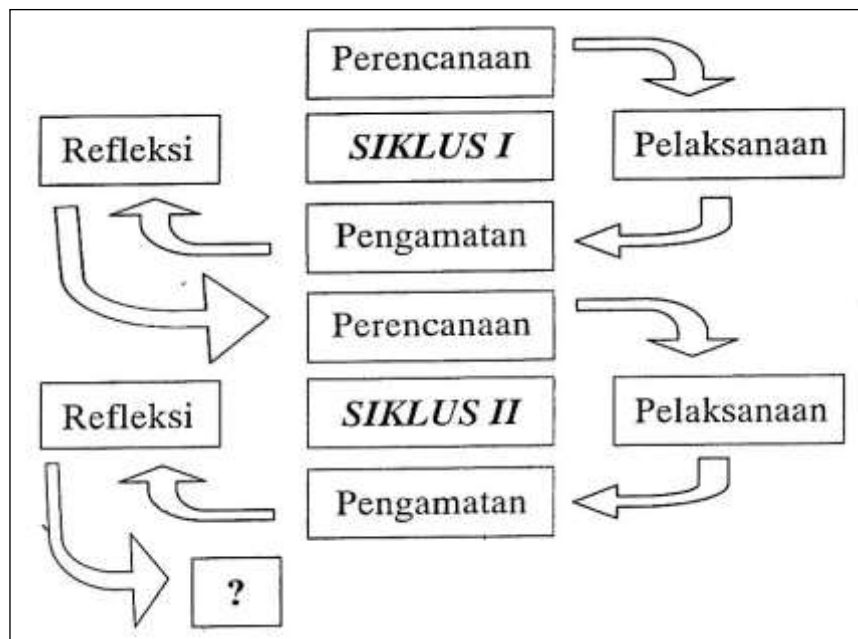 Perencanaan
Refleksi
SIKLUS I
Pelaksanaan
Pengamatan
Perencanaan
Refleksi
SIKLUS II
Pelaksanaan
Pengamatan
?